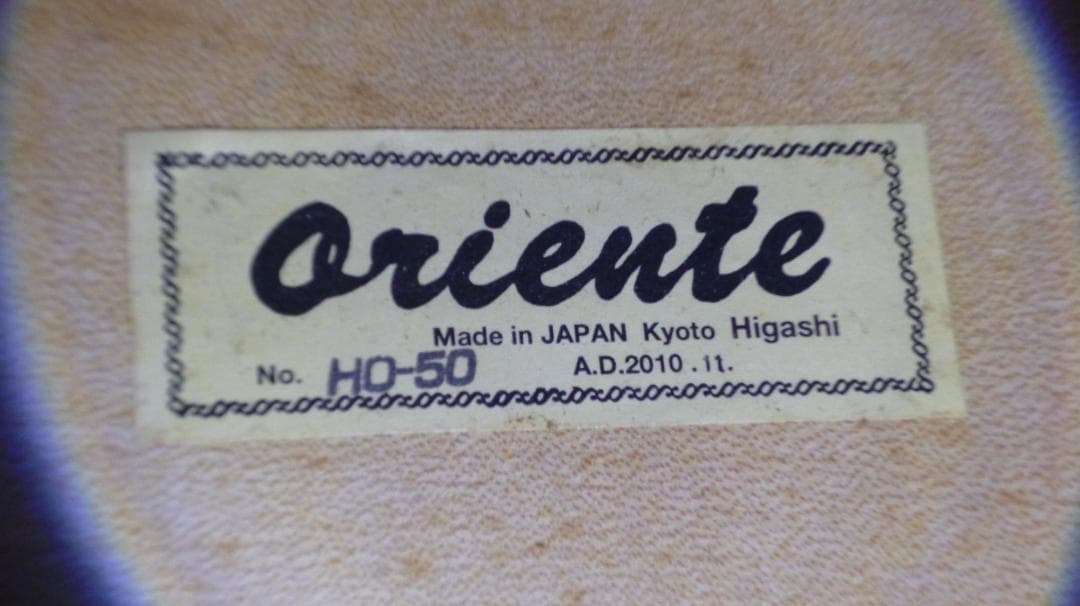 Oriente
Made in JAPAN Kyoto Higashi
No. HO-50 A.D.2010.11.